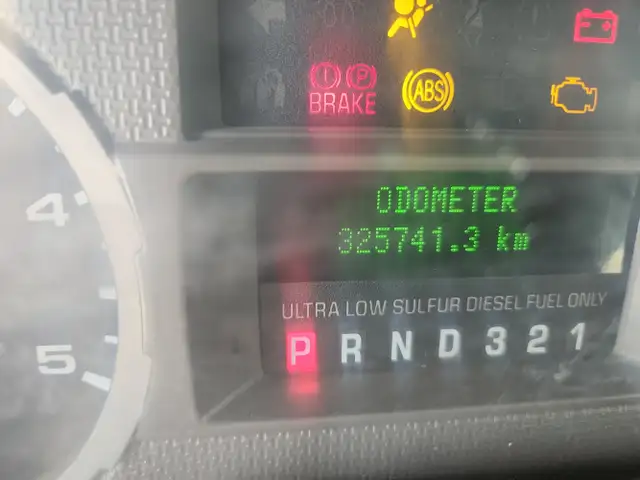 BRAKE
ABS
ODOMETER
325741.3 km
ULTRA LOW SULFUR DIESEL FUEL ONLY
P R N D 3 2 1
4
5